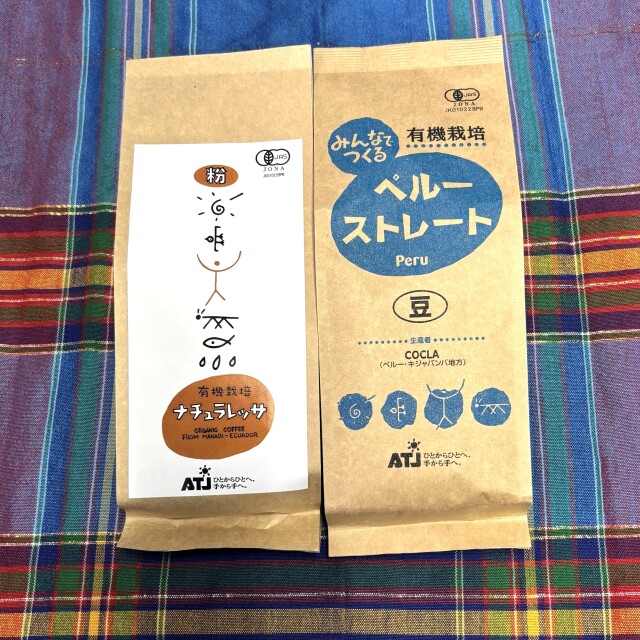 粉
JAS
JONA
JK01022BPR
有機栽培
ナチュラレッサ
ORGANIC COFFEE
FROM MANABI-ECUADOR
ATJ
ひとからひとへ、
手から手へ。
JAS
JONA
JK01022BPR
みんなで
つくる
有機栽培
ペルー
ストレート
Peru
豆
生産者
COCLA
(ペルー・キジャバンバ地方)
ATJ
ひとからひとへ、
手から手へ。